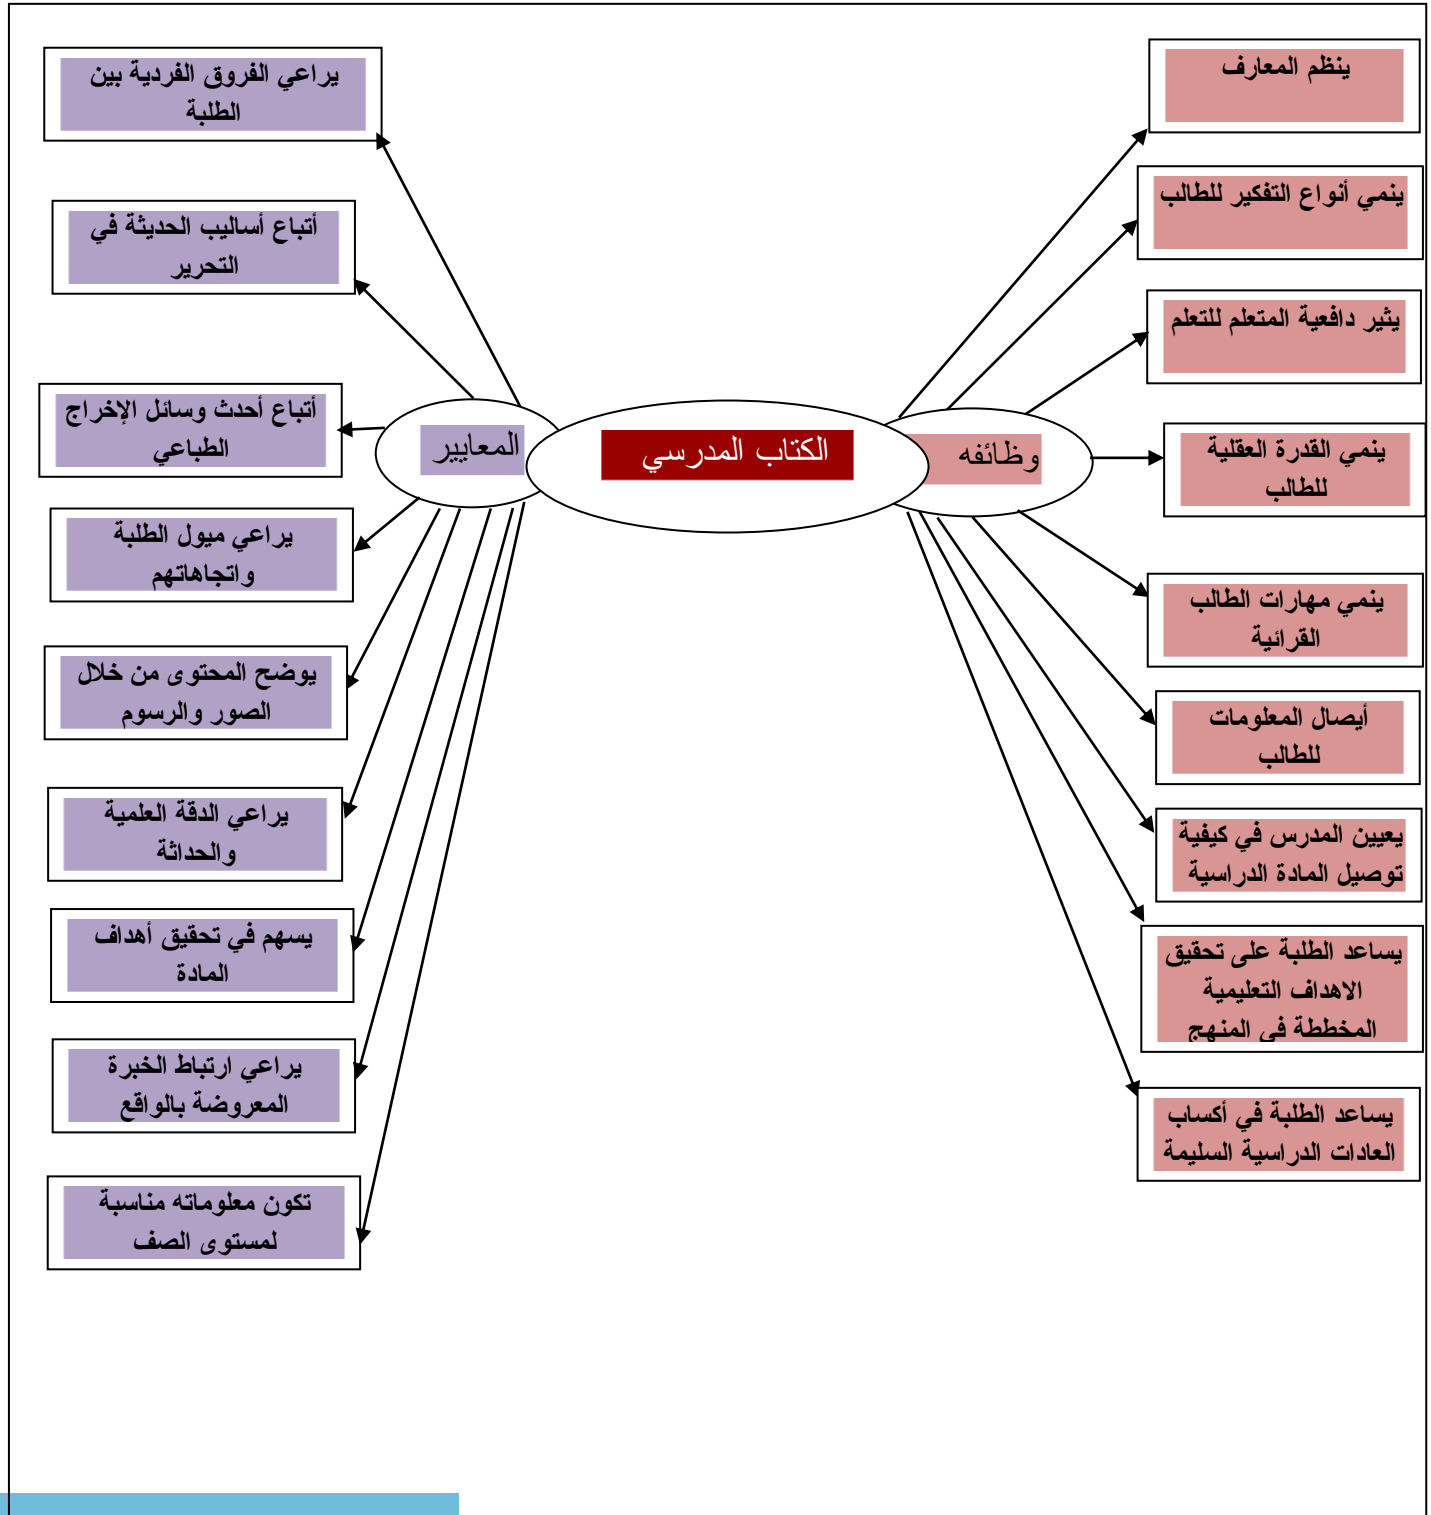 الكتاب المدرسي
وظائفه
ينظم المعارف
ينمي أنواع التفكير للطالب
يثير دافعية المتعلم للتعلم
ينمي القدرة العقلية
للطالب
ينمي مهارات الطالب
القرائية
أيصال المعلومات
للطالب
يعيين المدرس في كيفية
توصيل المادة الدراسية
يساعد الطلبة على تحقيق
الاهداف التعليمية
المخططة في المنهج
يساعد الطلبة في أكساب
العادات الدراسية السليمة
المعايير
يراعي الفروق الفردية بين
الطلبة
أتباع أساليب الحديثة في
التحرير
أتباع أحدث وسائل الإخراج
الطباعي
يراعي ميول الطلبة
واتجاهاتهم
يوضح المحتوى من خلال
الصور والرسوم
يراعي الدقة العلمية
والحداثة
يسهم في تحقيق أهداف
المادة
يراعي ارتباط الخبرة
المعروضة بالواقع
تكون معلوماته مناسبة
لمستوى الصف